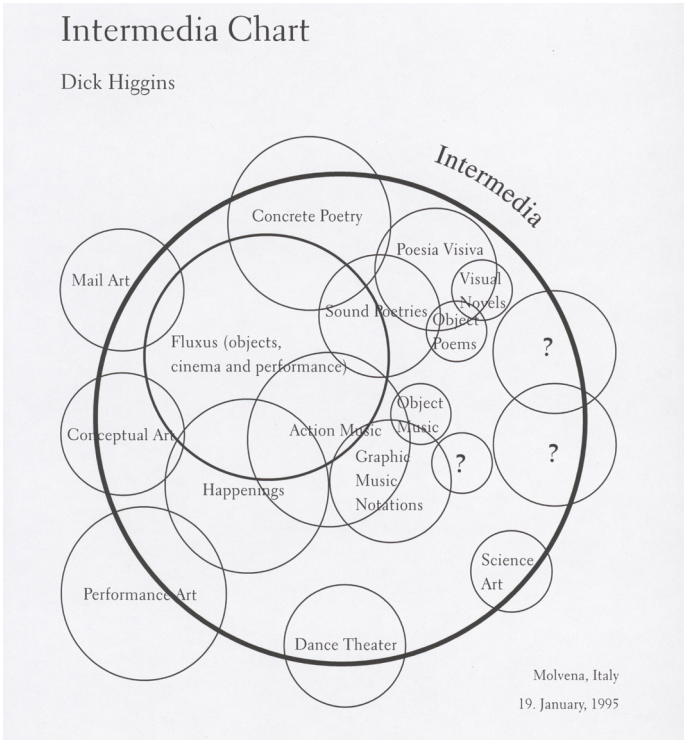 Intermedia Chart
Dick Higgins
Intermedia
Concrete Poetry
Poesia Visiva
Mail Art
Visual
Novels
Sound Poetries
Object
Poems
Fluxus (objects,
cinema and performance)
?
Object
Music
Conceptual Art
Action Music
Graphic
Music
Notations
?
?
Happenings
Science
Art
Performance Art
Dance Theater
Molvena, Italy
19. January, 1995